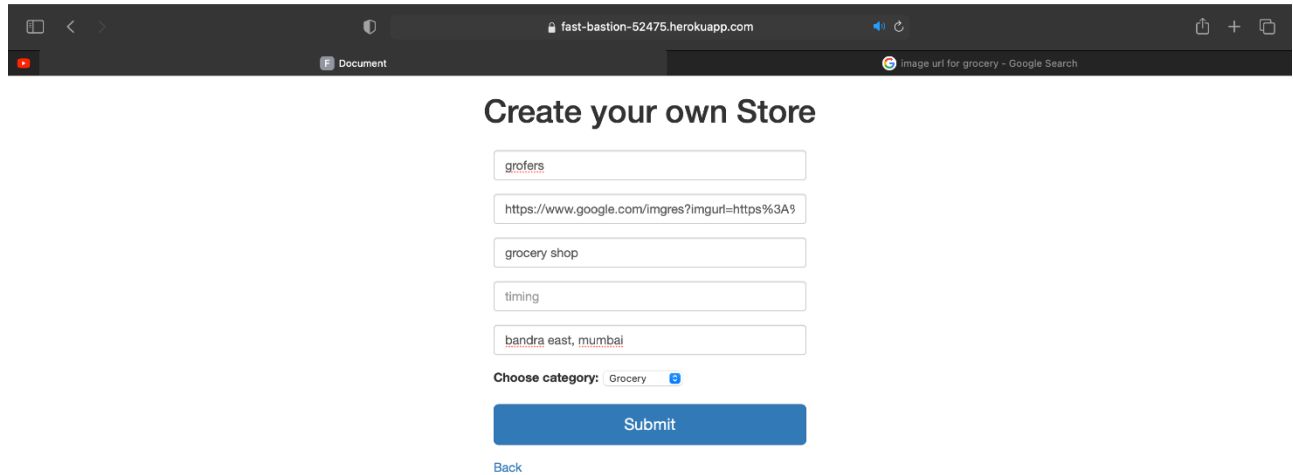 fast-bastion-52475.herokuapp.com
F Document
G image url for grocery - Google Search
Create your own Store
grofers
https://www.google.com/imgres?imgurl=https%3A%
grocery shop
timing
bandra east, mumbai
Choose category: Grocery
Submit
Back